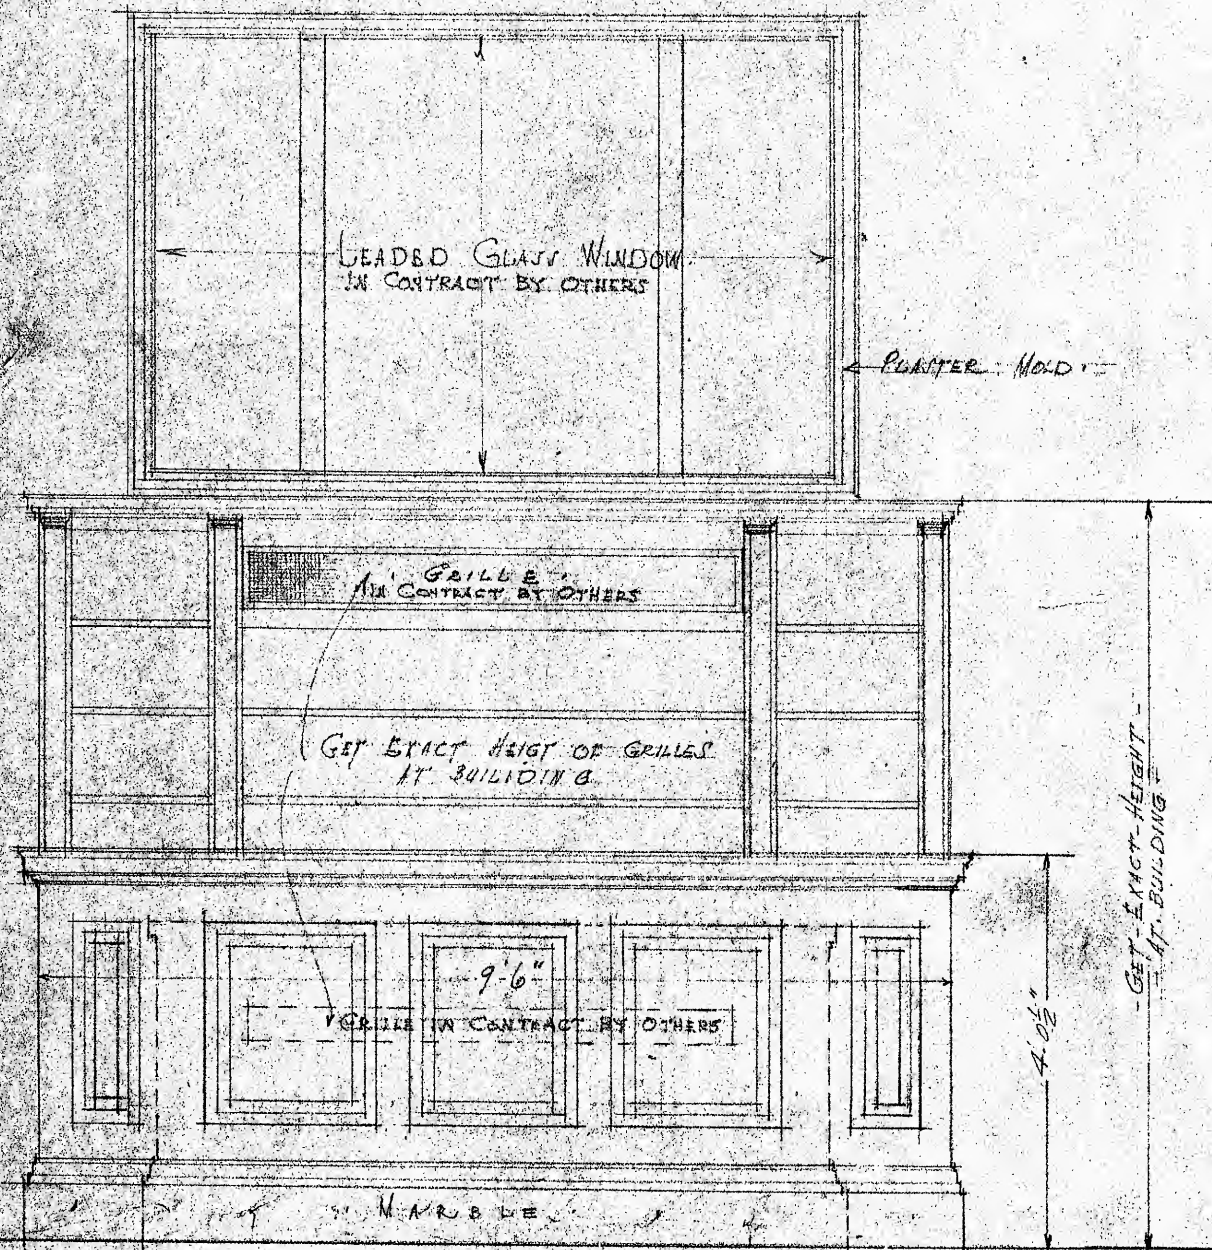 LEADED GLASS WINDOW
IN CONTRACT BY OTHERS
PLASTER MOLD
GRILLE
IN CONTRACT BY OTHERS
GET EXACT HEIGT OF GRILLES
AT BUILIDING
GET-EXACT-HEIGHT-
-AT-BUILDING-
9'-6"
GRILLE IN CONTRACT BY OTHERS
4'-0½"
MARBLE